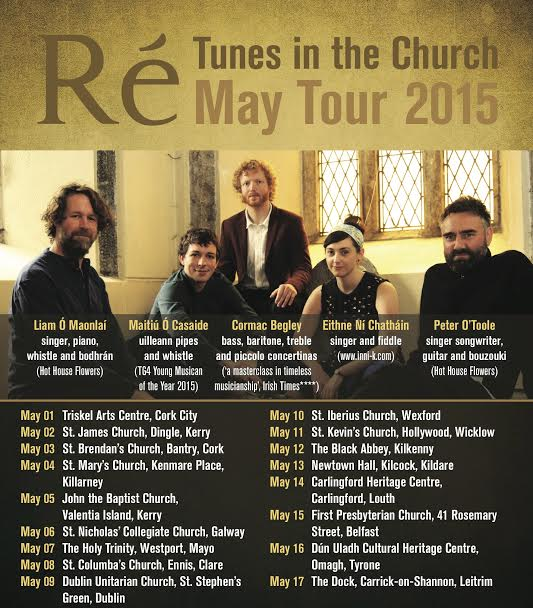 Ré
Tunes in the Church
May Tour 2015
Liam Ó Maonlaí
singer, piano,
whistle and bodhrán
(Hot House Flowers)
Maitiú Ó Casaide
uilleann pipes
and whistle
(TG4 Young Musican
of the Year 2015)
Cormac Begley
bass, baritone, treble
and piccolo concertinas
('a masterclass in timeless
musicianship', Irish Times****)
Eithne Ní Chatháin
singer and fiddle
(www.inni-k.com)
Peter O'Toole
singer songwriter,
guitar and bouzouki
(Hot House Flowers)
May 01 Triskel Arts Centre, Cork City
May 02 St. James Church, Dingle, Kerry
May 03 St. Brendan's Church, Bantry, Cork
May 04 St. Mary's Church, Kenmare Place,
Killarney
May 05 John the Baptist Church,
Valentia Island, Kerry
May 06 St. Nicholas' Collegiate Church, Galway
May 07 The Holy Trinity, Westport, Mayo
May 08 St. Columba's Church, Ennis, Clare
May 09 Dublin Unitarian Church, St. Stephen's
Green, Dublin
May 10 St. Iberius Church, Wexford
May 11 St. Kevin's Church, Hollywood, Wicklow
May 12 The Black Abbey, Kilkenny
May 13 Newtown Hall, Kilcock, Kildare
May 14 Carlingford Heritage Centre,
Carlingford, Louth
May 15 First Presbyterian Church, 41 Rosemary
Street, Belfast
May 16 Dún Uladh Cultural Heritage Centre,
Omagh, Tyrone
May 17 The Dock, Carrick-on-Shannon, Leitrim